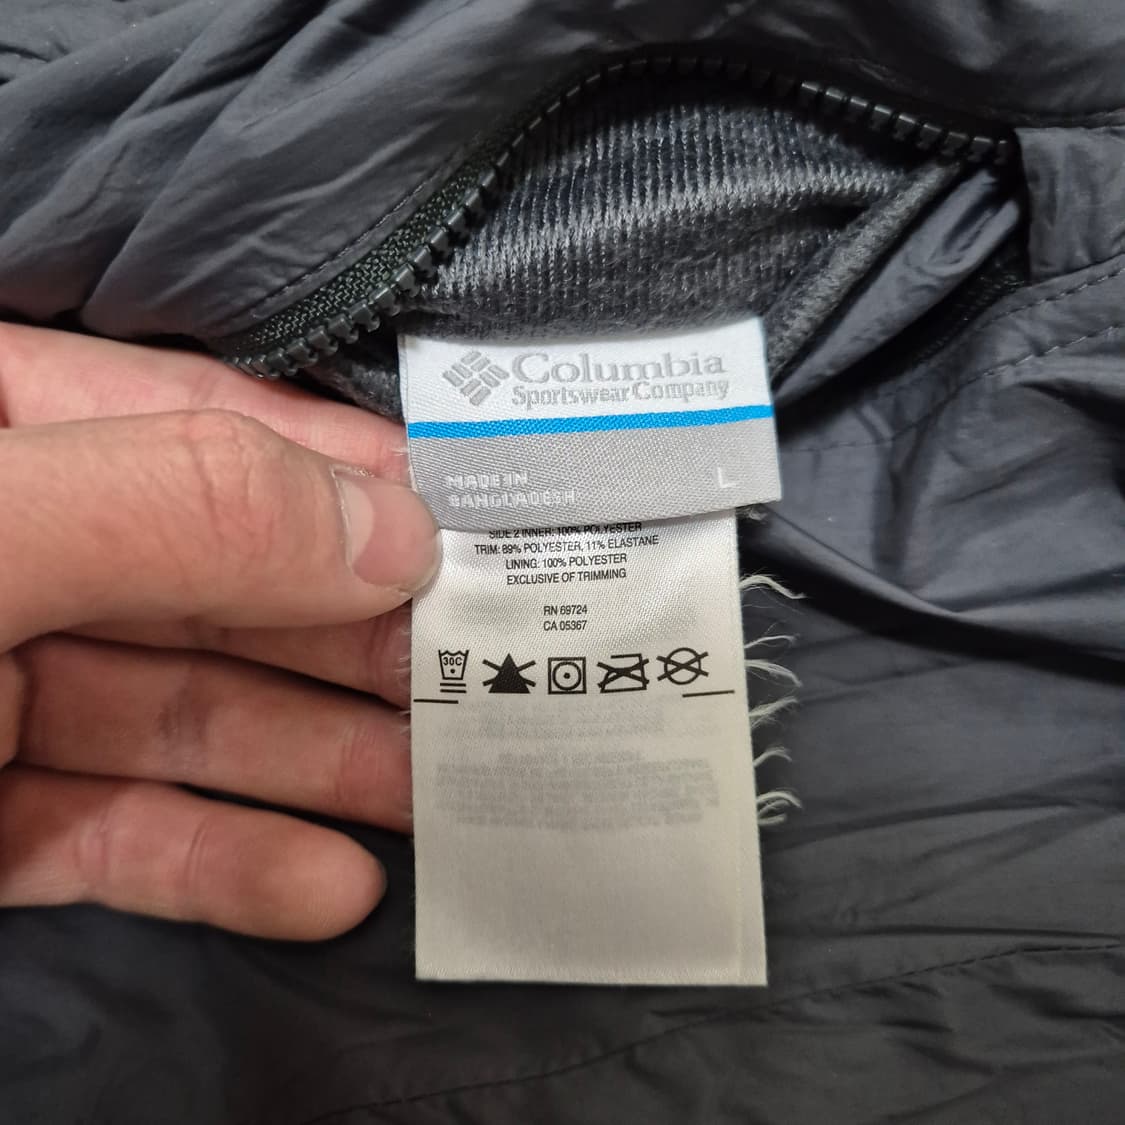 Columbia
Sportswear Company
MADE IN
BANGLADESH
L
SIDE 2 INNER: 100% POLYESTER
TRIM: 89% POLYESTER, 11% ELASTANE
LINING: 100% POLYESTER
EXCLUSIVE OF TRIMMING
RN 69724
CA 05367
30C